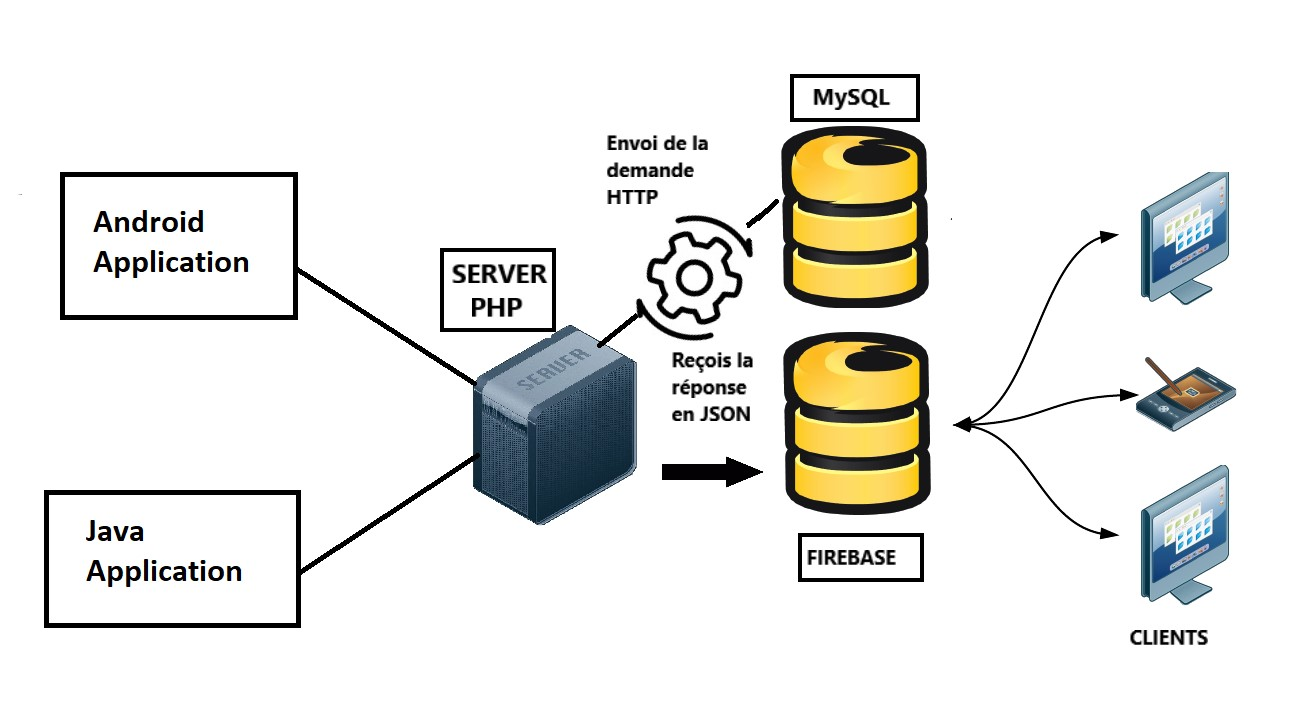 MySQL
Envoi de la
demande
HTTP
Android
Application
SERVER
PHP
SERVER
Reçois la
réponse
en JSON
Java
Application
FIREBASE
CLIENTS